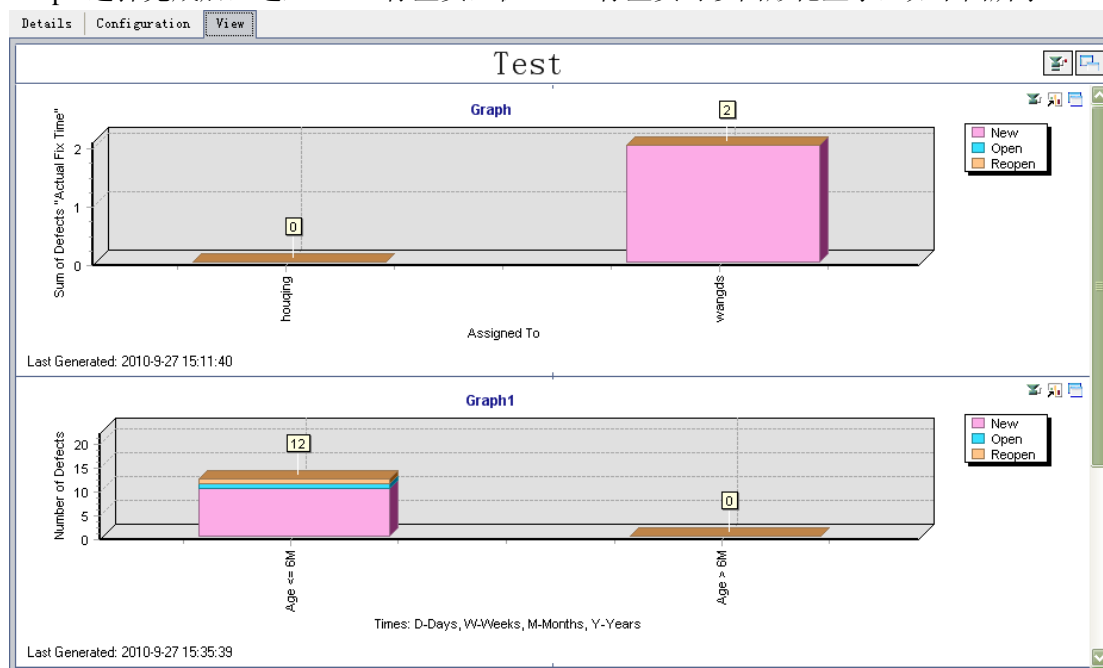 Details Configuration View
Test
Graph
2
New
Open
Reopen
Sum of Defects "Actual Fix Time"
2
1
0
0
houqing
wangds
Assigned To
Last Generated: 2010-9-27 15:11:40
Graph1
New
Open
Reopen
Number of Defects
20
15
10
5
0
12
0
Age <= 6M
Age > 6M
Times: D-Days, W-Weeks, M-Months, Y-Years
Last Generated: 2010-9-27 15:35:39